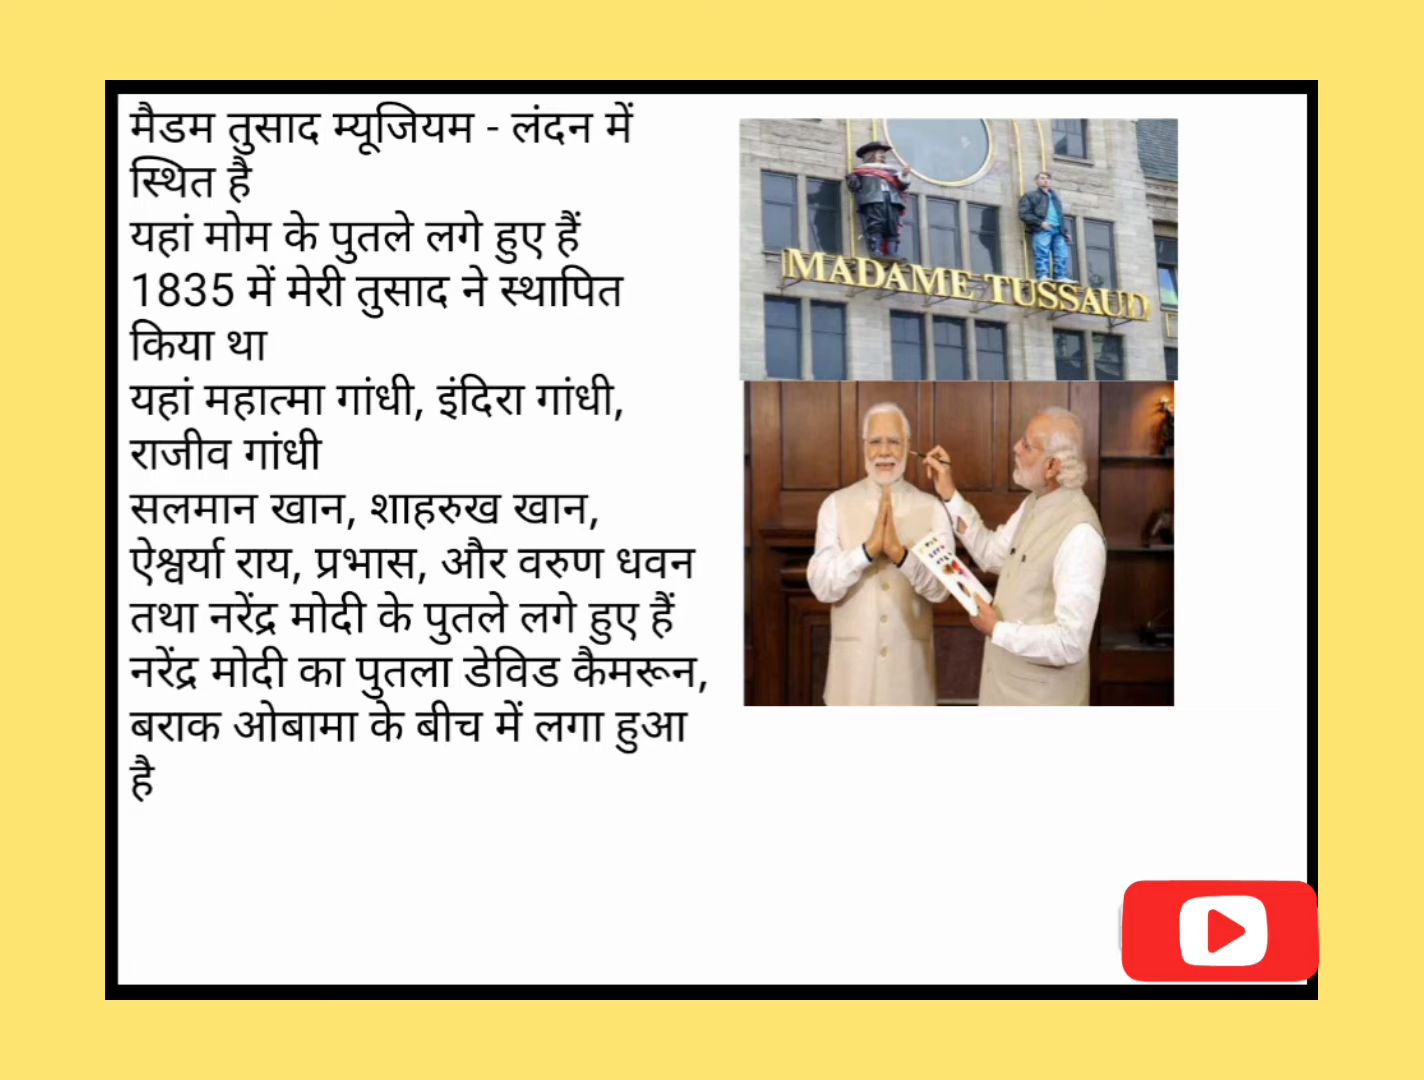 मैडम तुसाद म्यूजियम - लंदन में
स्थित है
यहां मोम के पुतले लगे हुए हैं
1835 में मेरी तुसाद ने स्थापित
किया था
यहां महात्मा गांधी, इंदिरा गांधी,
राजीव गांधी
सलमान खान, शाहरुख खान,
ऐश्वर्या राय, प्रभास, और वरुण धवन
तथा नरेंद्र मोदी के पुतले लगे हुए हैं
नरेंद्र मोदी का पुतला डेविड कैमरून,
बराक ओबामा के बीच में लगा हुआ
है
MADAME TUSSAUD